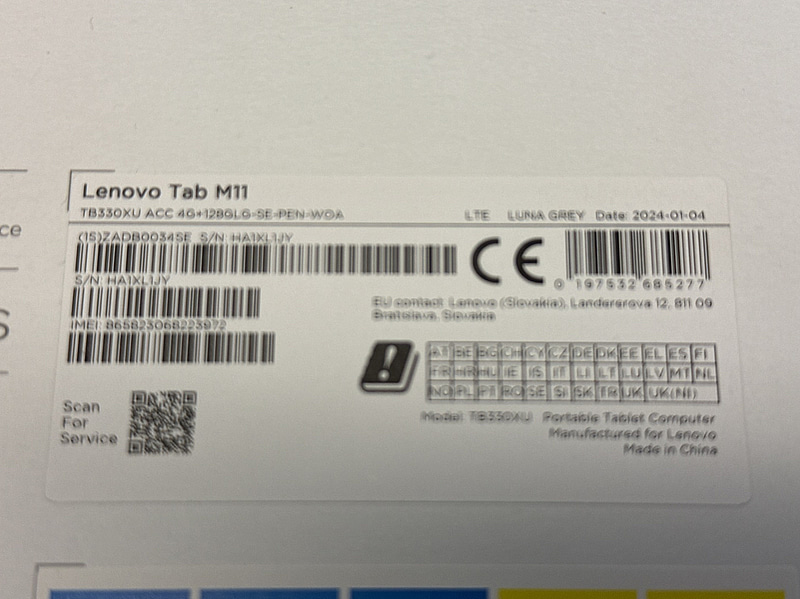 Lenovo Tab M11
TB330XU ACC 4G+128GLG-SE-PEN-WOA LTE LUNA GREY Date: 2024-01-04
(1S)ZADB0034SE S/N: HA1XL1JY
0 197532 685277
S/N: HA1XL1JY
EU contact Lenovo (Slovakia), Landererova 12, 811 09
Bratislava, Slovakia
IMEI: 865823068223972
AT BE BG CH CY CZ DE DK EE EL ES FI
FR HR HU IE IS IT LI LT LU LV MT NL
NO PL PT RO SE SI SK TR UK UK(NI)
Scan
For
Service
Model TB330XU Portable Tablet Computer
Manufactured for Lenovo
Made in China
ce